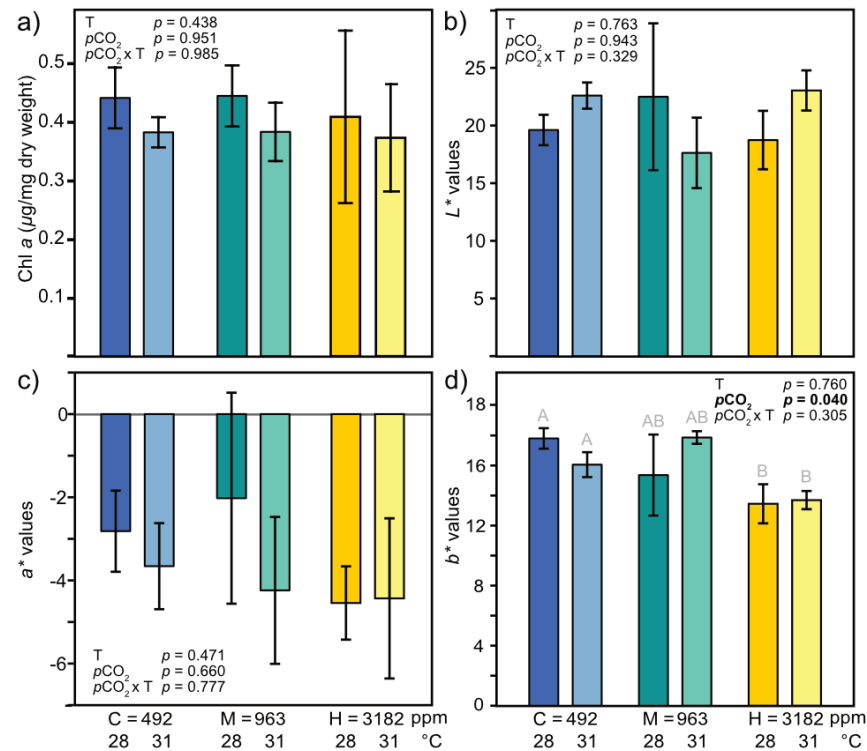 a)
T p = 0.438
pCO₂ p = 0.951
pCO₂ x T p = 0.985
0.5
0.4
0.3
0.2
0.1
Chl a (µg/mg dry weight)
b)
T p = 0.763
pCO₂ p = 0.943
pCO₂ x T p = 0.329
30
25
20
15
10
5
L* values
c)
0
-2
-4
-6
a* values
T p = 0.471
pCO₂ p = 0.660
pCO₂ x T p = 0.777
d)
T p = 0.760
pCO₂ p = 0.040
pCO₂ x T p = 0.305
A A AB AB B B
18
16
12
14
8
4
0
b* values
C = 492 M = 963 H = 3182 ppm
28 31 28 31 28 31 °C
C = 492 M = 963 H = 3182 ppm
28 31 28 31 28 31 °C